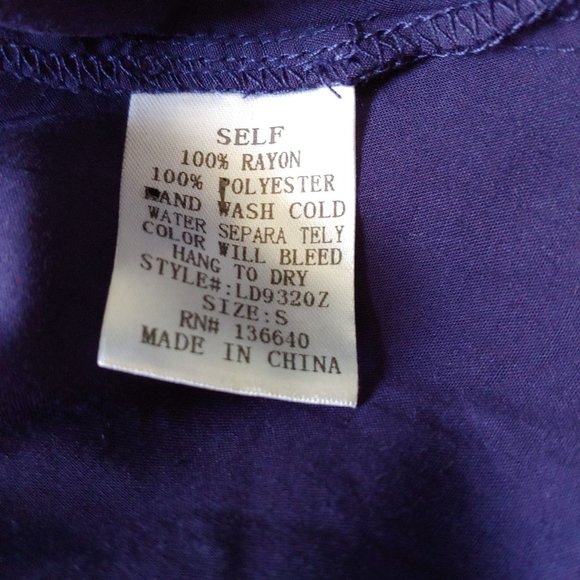 SELF
100% RAYON
100% POLYESTER
HAND WASH COLD
WATER SEPARA TELY
COLOR WILL BLEED
HANG TO DRY
STYLE#:LD9320Z
SIZE:S
RN# 136640
MADE IN CHINA